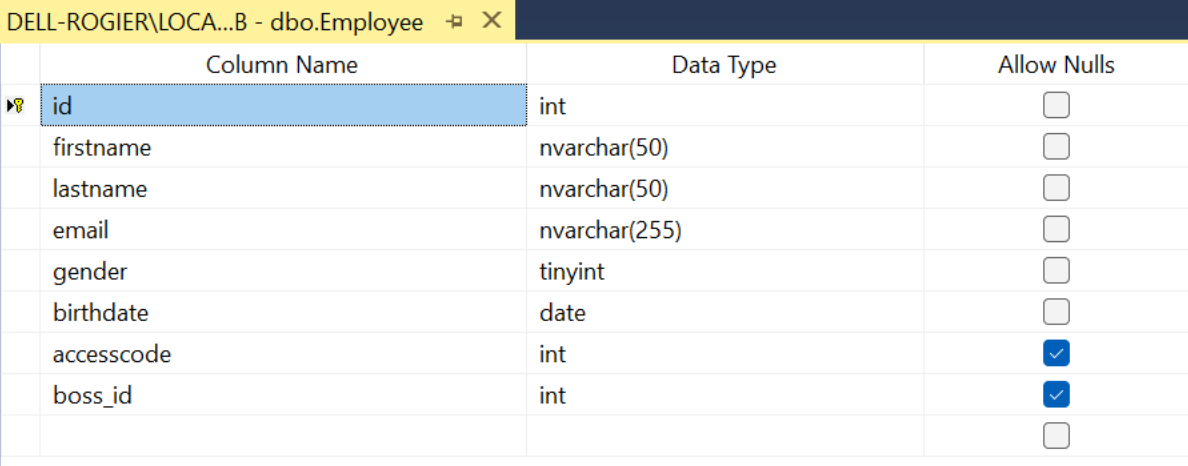 DELL-ROGIER\LOCA...B - dbo.Employee
Column Name Data Type Allow Nulls
id int
firstname nvarchar(50)
lastname nvarchar(50)
email nvarchar(255)
gender tinyint
birthdate date
accesscode int
boss_id int